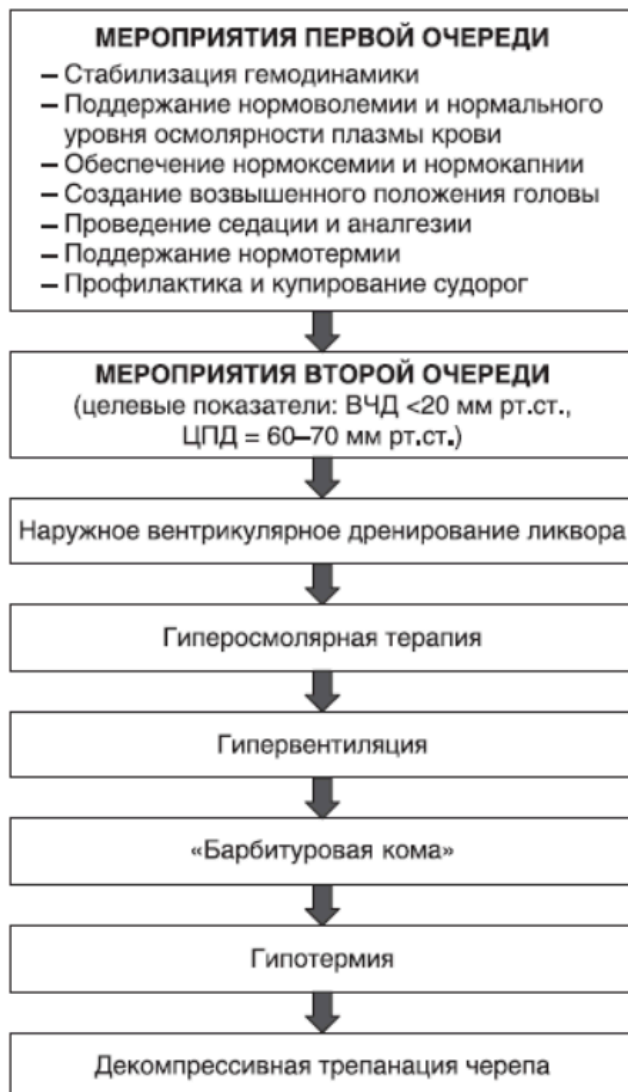 МЕРОПРИЯТИЯ ПЕРВОЙ ОЧЕРЕДИ
– Стабилизация гемодинамики
– Поддержание нормоволемии и нормального
уровня осмолярности плазмы крови
– Обеспечение нормоксемии и нормокапнии
– Создание возвышенного положения головы
– Проведение седации и аналгезии
– Поддержание нормотермии
– Профилактика и купирование судорог
МЕРОПРИЯТИЯ ВТОРОЙ ОЧЕРЕДИ
(целевые показатели: ВЧД <20 мм рт.ст.,
ЦПД = 60–70 мм рт.ст.)
Наружное вентрикулярное дренирование ликвора
Гиперосмолярная терапия
Гипервентиляция
«Барбитуровая кома»
Гипотермия
Декомпрессивная трепанация черепа